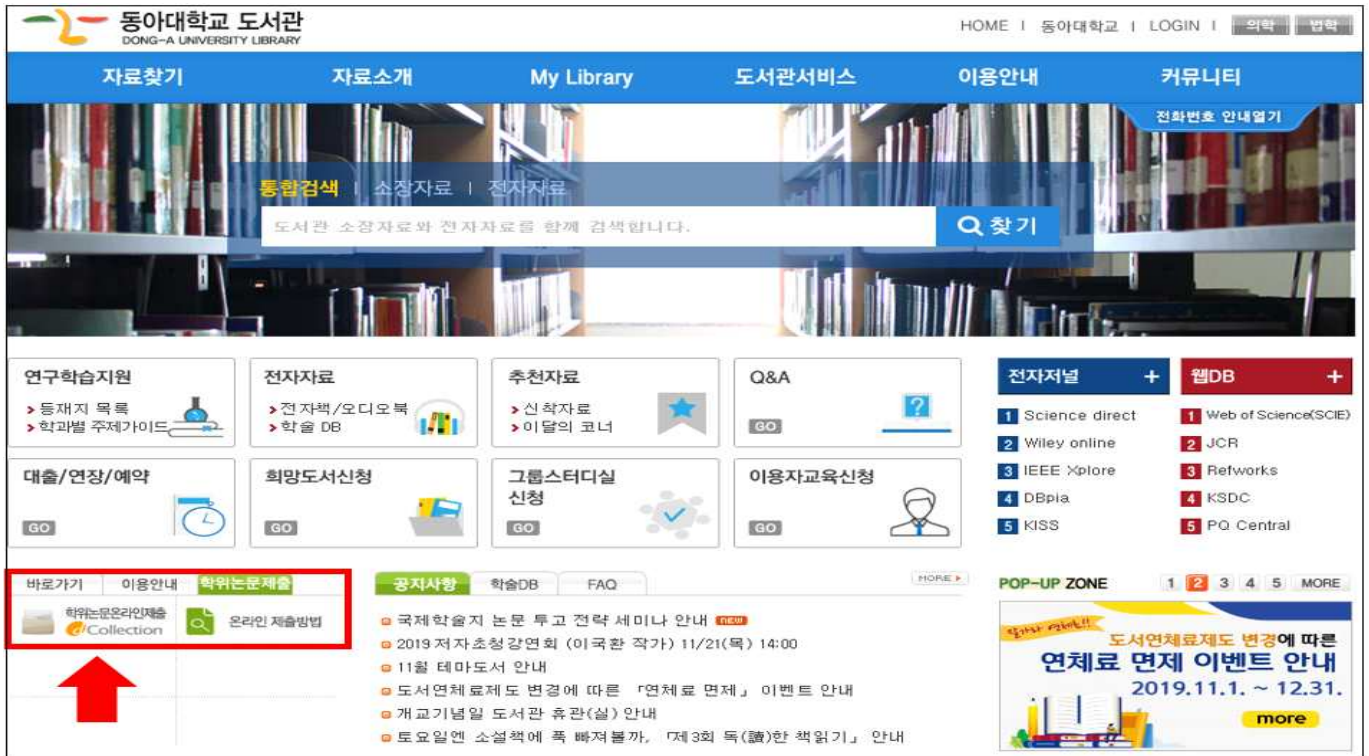 동아대학교 도서관
DONG-A UNIVERSITY LIBRARY
HOME | 동아대학교 | LOGIN | 의학 법학
자료찾기 자료소개 My Library 도서관서비스 이용안내 커뮤니티
전화번호 안내열기
통합검색 | 소장자료 | 전자자료
도서관 소장자료와 전자자료를 함께 검색합니다.
찾기
연구학습지원
등재지 목록
학과별 주제가이드
전자자료
전자책/오디오북
학술 DB
추천자료
신착자료
이달의 코너
Q&A
GO
전자저널 +
1 Science direct
2 Wiley online
3 IEEE Xplore
4 DBpia
5 KISS
웹DB +
1 Web of Science(SCIE)
2 JCR
3 Refworks
4 KSDC
5 PQ Central
대출/연장/예약
GO
희망도서신청
GO
그룹스터디실
신청
GO
이용자교육신청
GO
바로가기 이용안내 학위논문제출
학위논문온라인제출
dCollection
온라인 제출방법
공지사항 학술DB FAQ
MORE
국제학술지 논문 투고 전략 세미나 안내 NEW
2019 저자초청강연회 (이국환 작가) 11/21(목) 14:00
11월 테마도서 안내
도서연체료제도 변경에 따른 「연체료 면제」 이벤트 안내
개교기념일 도서관 휴관(실) 안내
토요일엔 소설책에 푹 빠져볼까, 「제3회 독(讀)한 책읽기」 안내
POP-UP ZONE 1 2 3 4 5 MORE
도서연체료제도 변경에 따른
연체료 면제 이벤트 안내
2019.11.1. ~ 12.31.
more